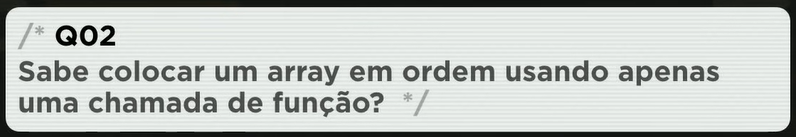 /* Q02
Sabe colocar um array em ordem usando apenas
uma chamada de função? */